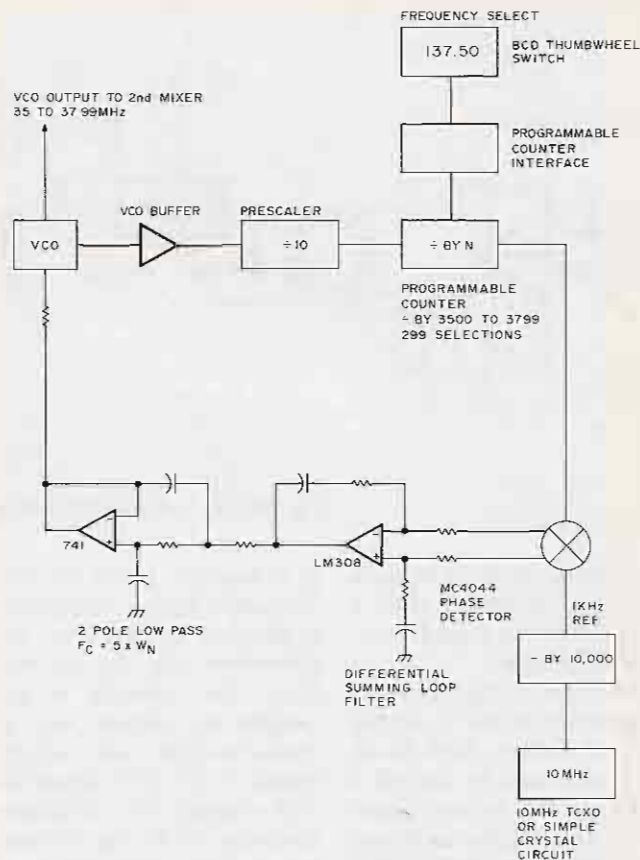 FREQUENCY SELECT
137.50
BCD THUMBWHEEL
SWITCH
VCO OUTPUT TO 2nd MIXER
35 TO 37.99MHz
PROGRAMMABLE
COUNTER
INTERFACE
VCO BUFFER
PRESCALER
VCO
÷10
÷ BY N
PROGRAMMABLE
COUNTER
÷ BY 3500 TO 3799
299 SELECTIONS
741
LM308
MC4044
PHASE
DETECTOR
1KHz
REF
2 POLE LOW PASS
FC = 5 x WN
DIFFERENTIAL
SUMMING LOOP
FILTER
÷ BY 10,000
10MHz
10MHz TCXO
OR SIMPLE
CRYSTAL
CIRCUIT